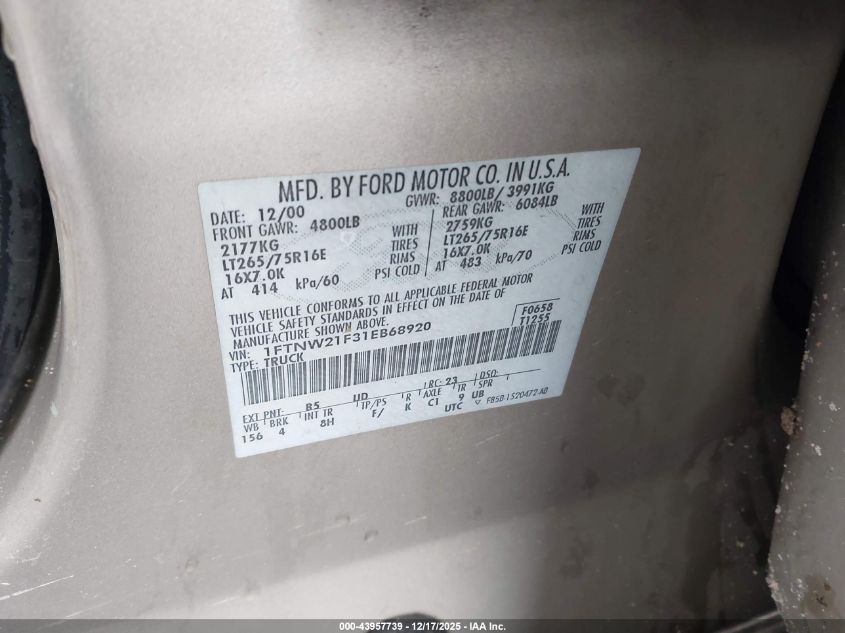 MFD. BY FORD MOTOR CO. IN U.S.A.
DATE: 12/00 GVWR: 8800LB/ 3991KG
FRONT GAWR: 4800LB REAR GAWR: 6084LB
2177KG WITH 2759KG WITH
LT265/75R16E TIRES LT265/75R16E TIRES
16X7.0K RIMS 16X7.0K RIMS
AT 414 kPa/60 PSI COLD AT 483 kPa/70 PSI COLD
THIS VEHICLE CONFORMS TO ALL APPLICABLE FEDERAL MOTOR
VEHICLE SAFETY STANDARDS IN EFFECT ON THE DATE OF
MANUFACTURE SHOWN ABOVE.
VIN: 1FTNW21F31EB68920
TYPE: TRUCK
F0658
T1255
EXT PNT: B5 UD RC: 23 DSO:
WB BRK INT TR TP/PS R AXLE TR SPR
156 4 8H F/ K C1 9 UB
UTC F85B-1520472-AD
000-43957739 - 12/17/2025 - IAA Inc.